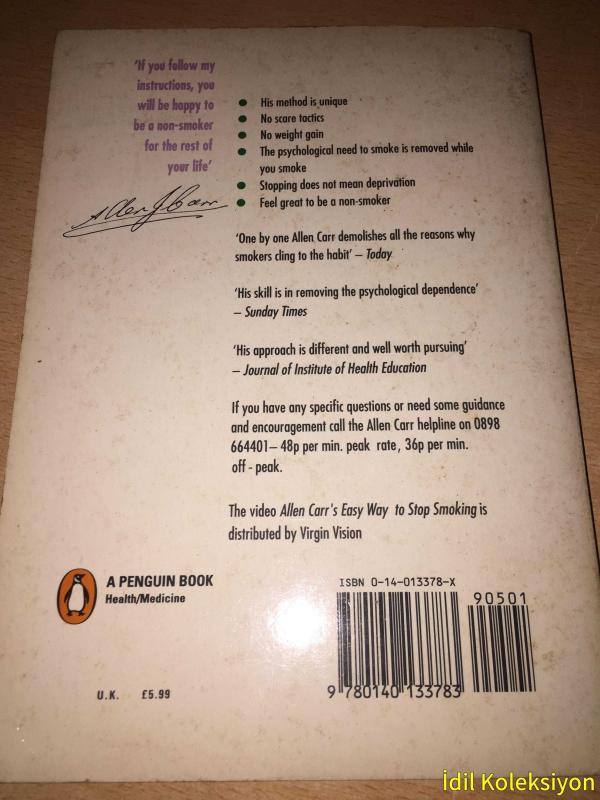 'If you follow my
instructions, you
will be happy to
be a non-smoker
for the rest of
your life'
Allen J Carr
His method is unique
No scare tactics
No weight gain
The psychological need to smoke is removed while
you smoke
Stopping does not mean deprivation
Feel great to be a non-smoker
'One by one Allen Carr demolishes all the reasons why
smokers cling to the habit' – Today
'His skill is in removing the psychological dependence'
– Sunday Times
'His approach is different and well worth pursuing'
– Journal of Institute of Health Education
If you have any specific questions or need some guidance
and encouragement call the Allen Carr helpline on 0898
664401– 48p per min. peak rate, 36p per min.
off - peak.
The video Allen Carr's Easy Way to Stop Smoking is
distributed by Virgin Vision
A PENGUIN BOOK
Health/Medicine
ISBN 0-14-013378-X
90501
9 780140 133783
U.K. £5.99
İdil Koleksiyon